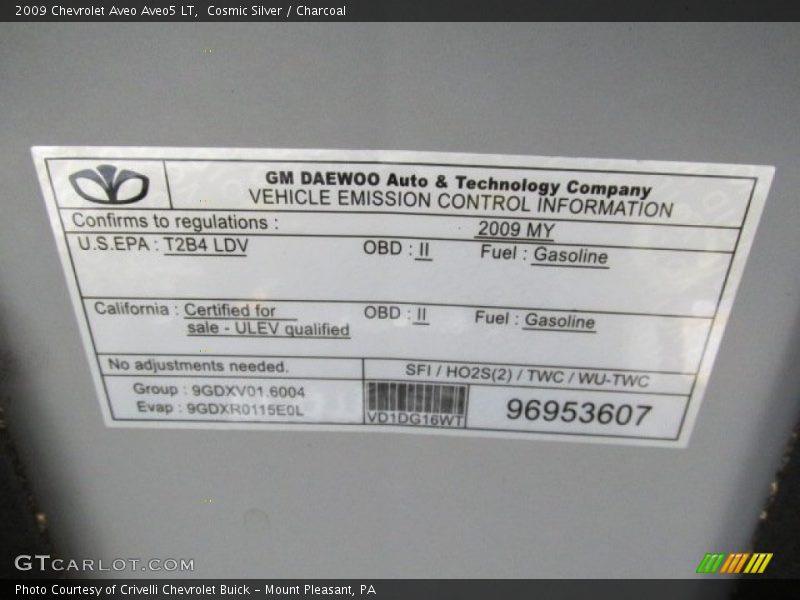 2009 Chevrolet Aveo Aveo5 LT, Cosmic Silver / Charcoal
GM DAEWOO Auto & Technology Company
VEHICLE EMISSION CONTROL INFORMATION
Confirms to regulations : 2009 MY
U.S.EPA : T2B4 LDV OBD : II Fuel : Gasoline
California : Certified for OBD : II Fuel : Gasoline
sale - ULEV qualified
No adjustments needed. SFI / HO2S(2) / TWC / WU-TWC
Group : 9GDXV01.6004
Evap : 9GDXR0115E0L
VD1DG16WT
96953607
GTCARLOT.COM
Photo Courtesy of Crivelli Chevrolet Buick - Mount Pleasant, PA